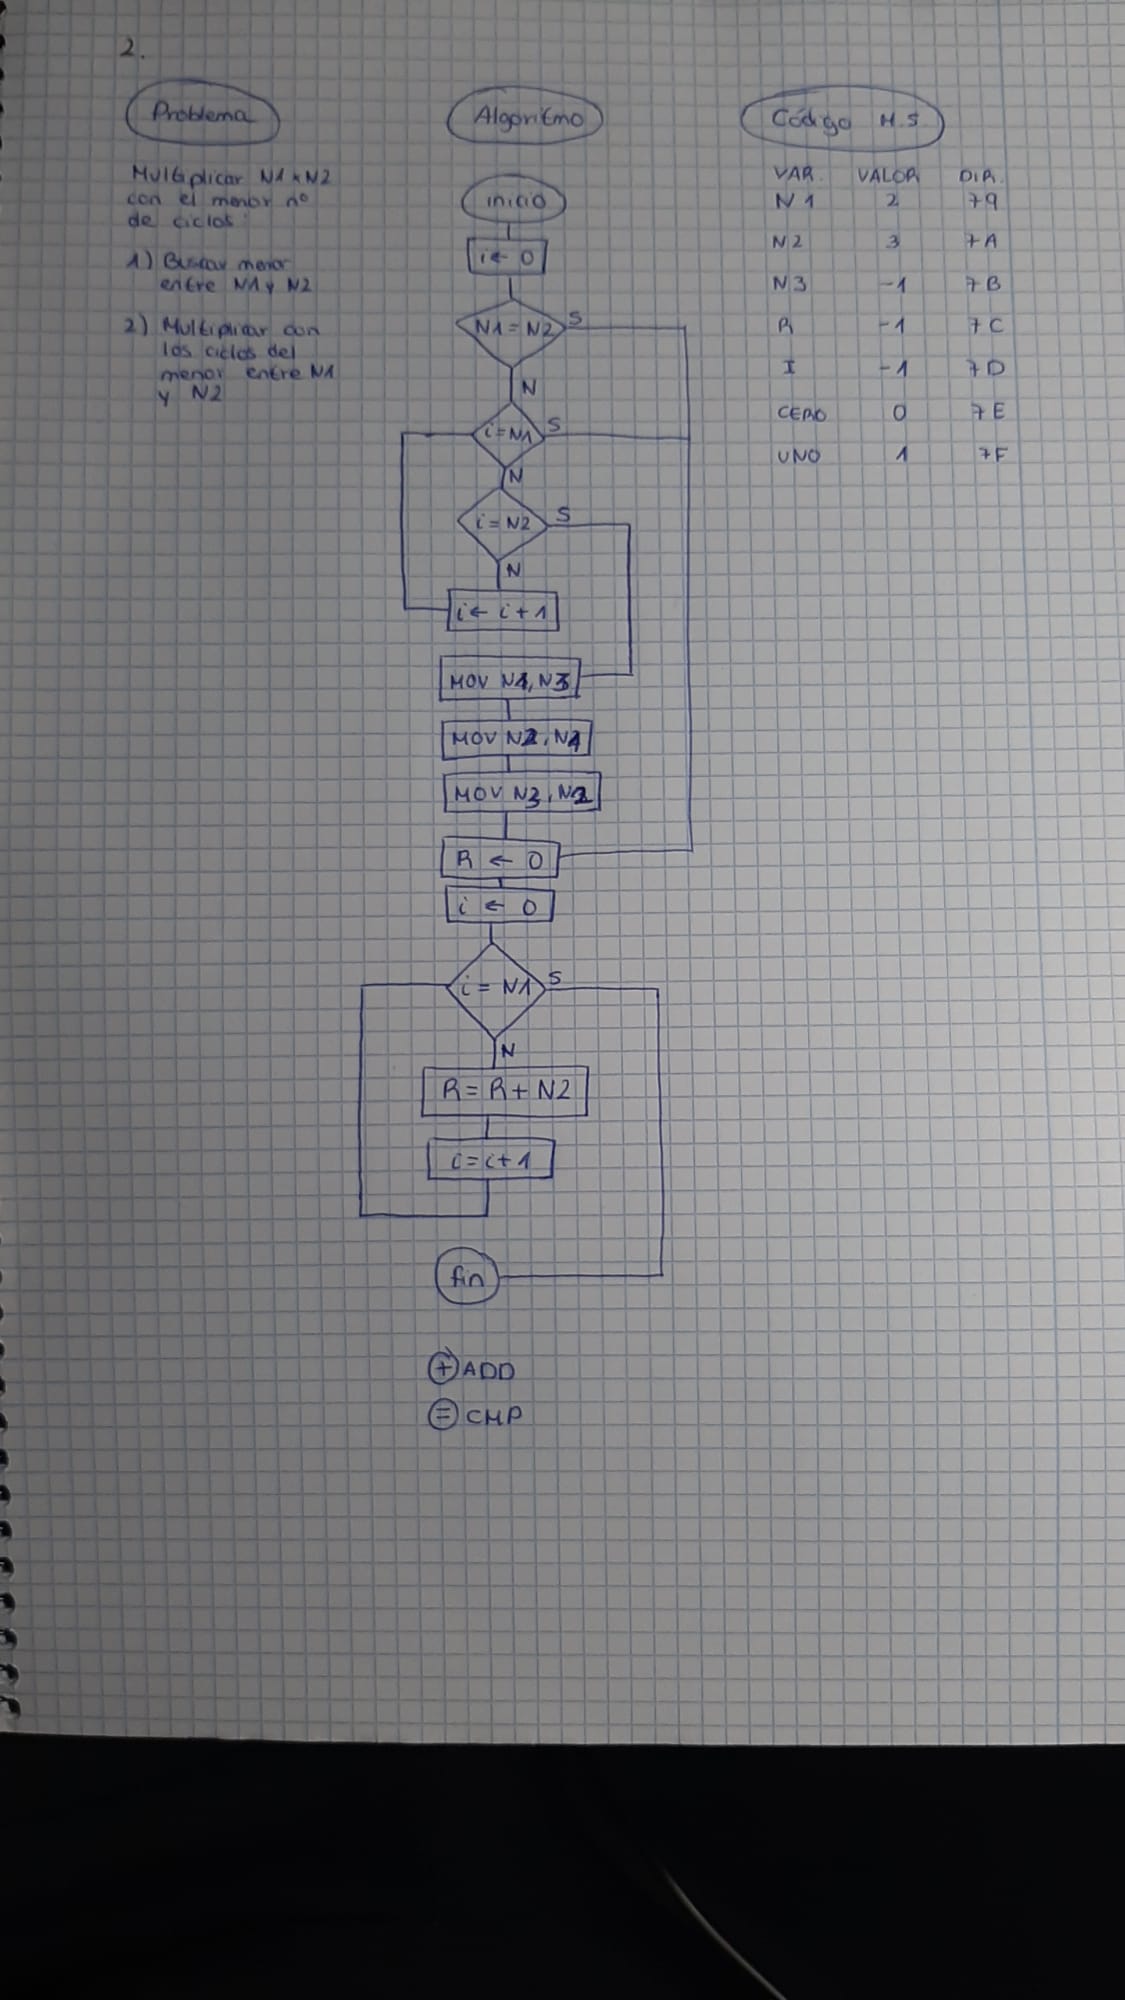 2.
Problema
Multiplicar N1 x N2
con el menor nº
de ciclos:
1) Buscar menor
entre N1 y N2
2) Multiplicar con
los ciclos del
menor entre N1
y N2
Algoritmo
inicio
i ← 0
N1 = N2 S
N
i = N1 S
N
i = N2 S
N
i ← i + 1
MOV N1, N3
MOV N2, N1
MOV N3, N2
R ← 0
i ← 0
i = N1 S
N
R = R + N2
i = i + 1
fin
+ ADD
= CMP
Código M.S
VAR. VALOR DIR.
N1 2 79
N2 3 7A
N3 -1 7B
R -1 7C
I -1 7D
CERO 0 7E
UNO 1 7F